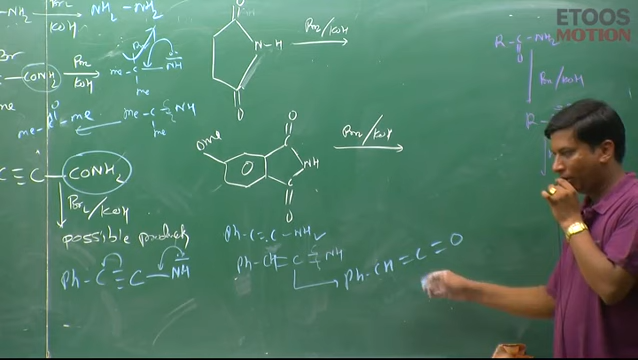 ETOOS
MOTION
NH₂–NH₂
KOH
O
N–H
Br₂/KOH
O
R–C–NH₂
O
Br₂/KOH
R–
Br
CONH₂
Br₂
KOH
me–C–NH
me
me
me–C–me
O
me–C=NH
me
≡C–CONH₂
Br₂/KOH
possible products
Ph–C≡C–NH
OMe
O
O
NH
O
Br₂/KOH
Ph–C≡C–NH₂ ✓
Ph–CH=C=NH
Ph–CH=C=O